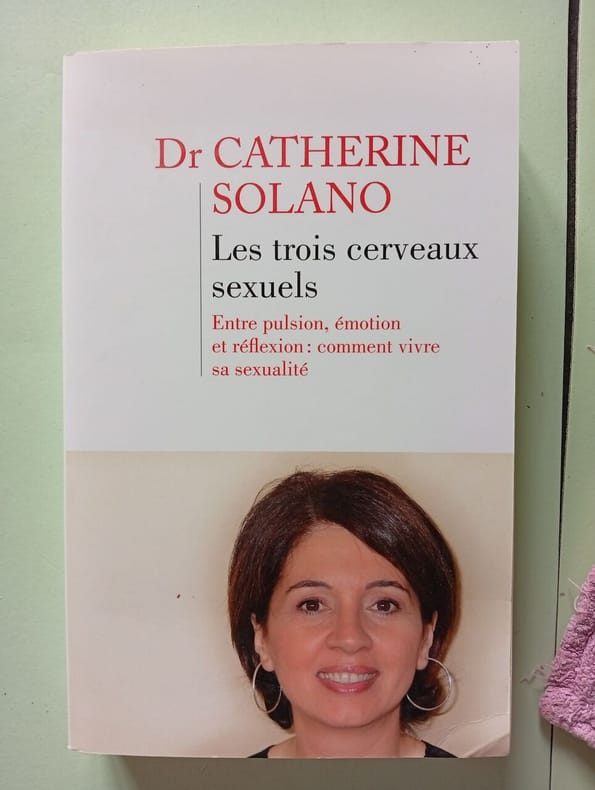 Dr CATHERINE
SOLANO
Les trois cerveaux
sexuels
Entre pulsion, émotion
et réflexion : comment vivre
sa sexualité